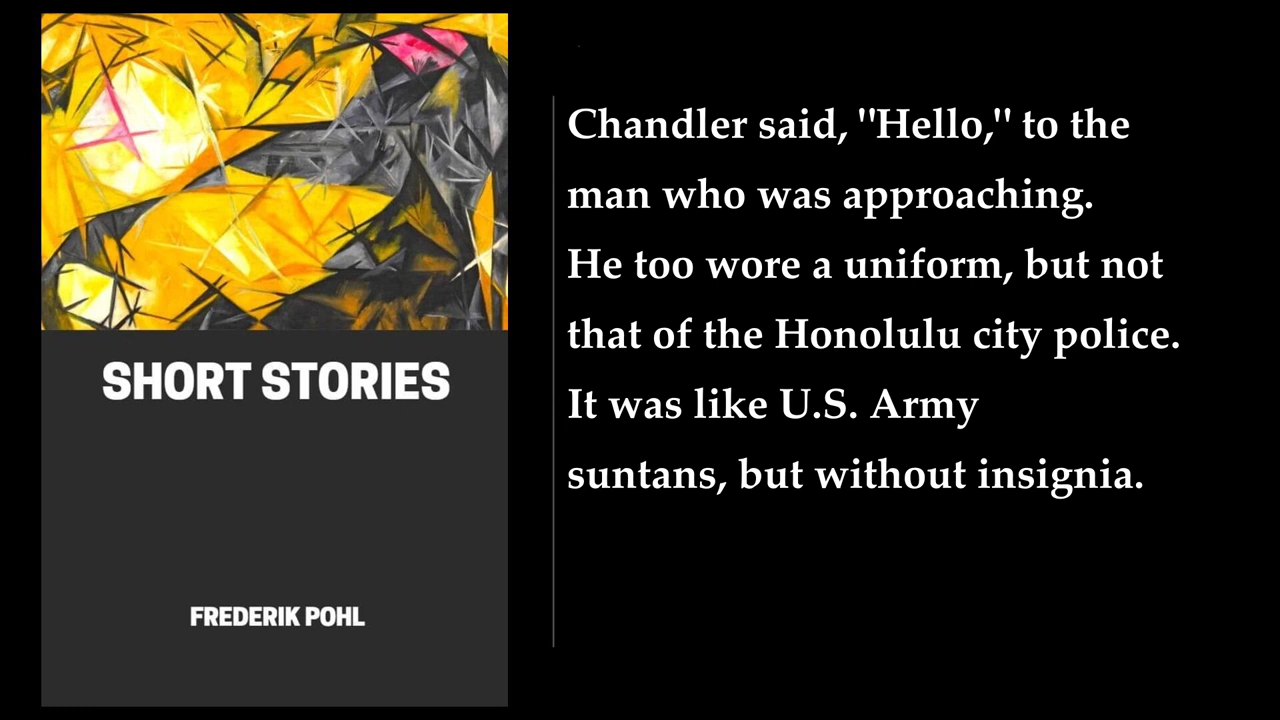 SHORT STORIES
FREDERIK POHL
Chandler said, "Hello," to the
man who was approaching.
He too wore a uniform, but not
that of the Honolulu city police.
It was like U.S. Army
suntans, but without insignia.